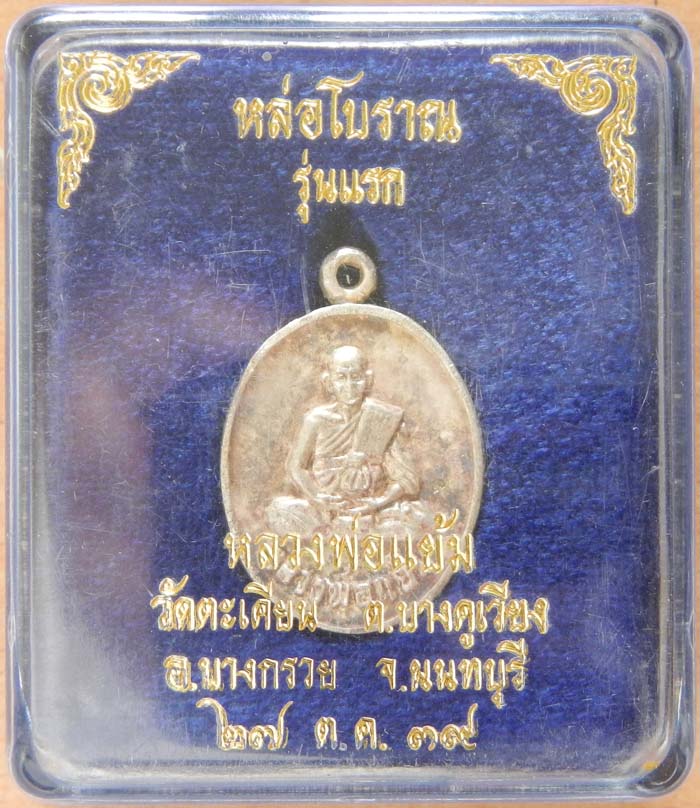 หล่อโบราณ
รุ่นแรก
หลวงพ่อแย้ม
วัดตะเคียน ต.บางคูเวียง
อ.บางกรวย จ.นนทบุรี
๒๗ ต.ค. ๓๙